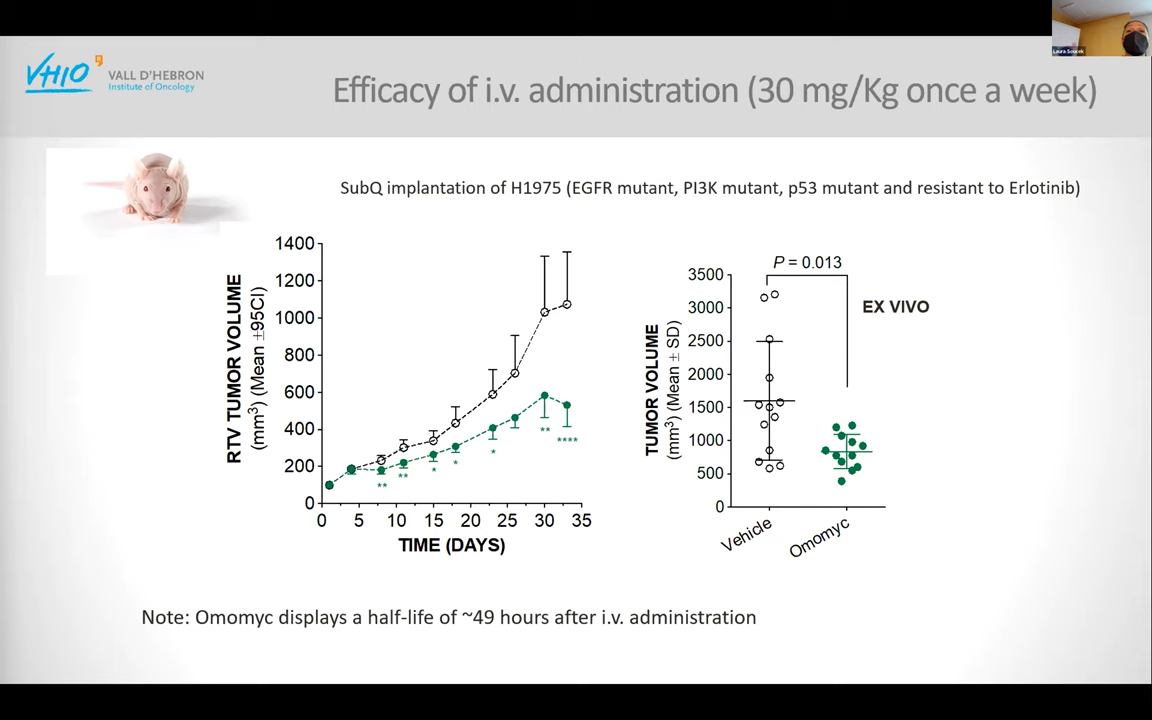 Laura Soucek
VHIO
VALL D'HEBRON
Institute of Oncology
Efficacy of i.v. administration (30 mg/Kg once a week)
SubQ implantation of H1975 (EGFR mutant, PI3K mutant, p53 mutant and resistant to Erlotinib)
RTV TUMOR VOLUME
(mm³) (Mean ±95CI)
1400
1200
1000
800
600
400
200
0
** ** * * * ** ****
0 5 10 15 20 25 30 35
TIME (DAYS)
TUMOR VOLUME
(mm³) (Mean ± SD)
P = 0.013
EX VIVO
3500
3000
2500
2000
1500
1000
500
0
Vehicle
Omomyc
Note: Omomyc displays a half-life of ~49 hours after i.v. administration